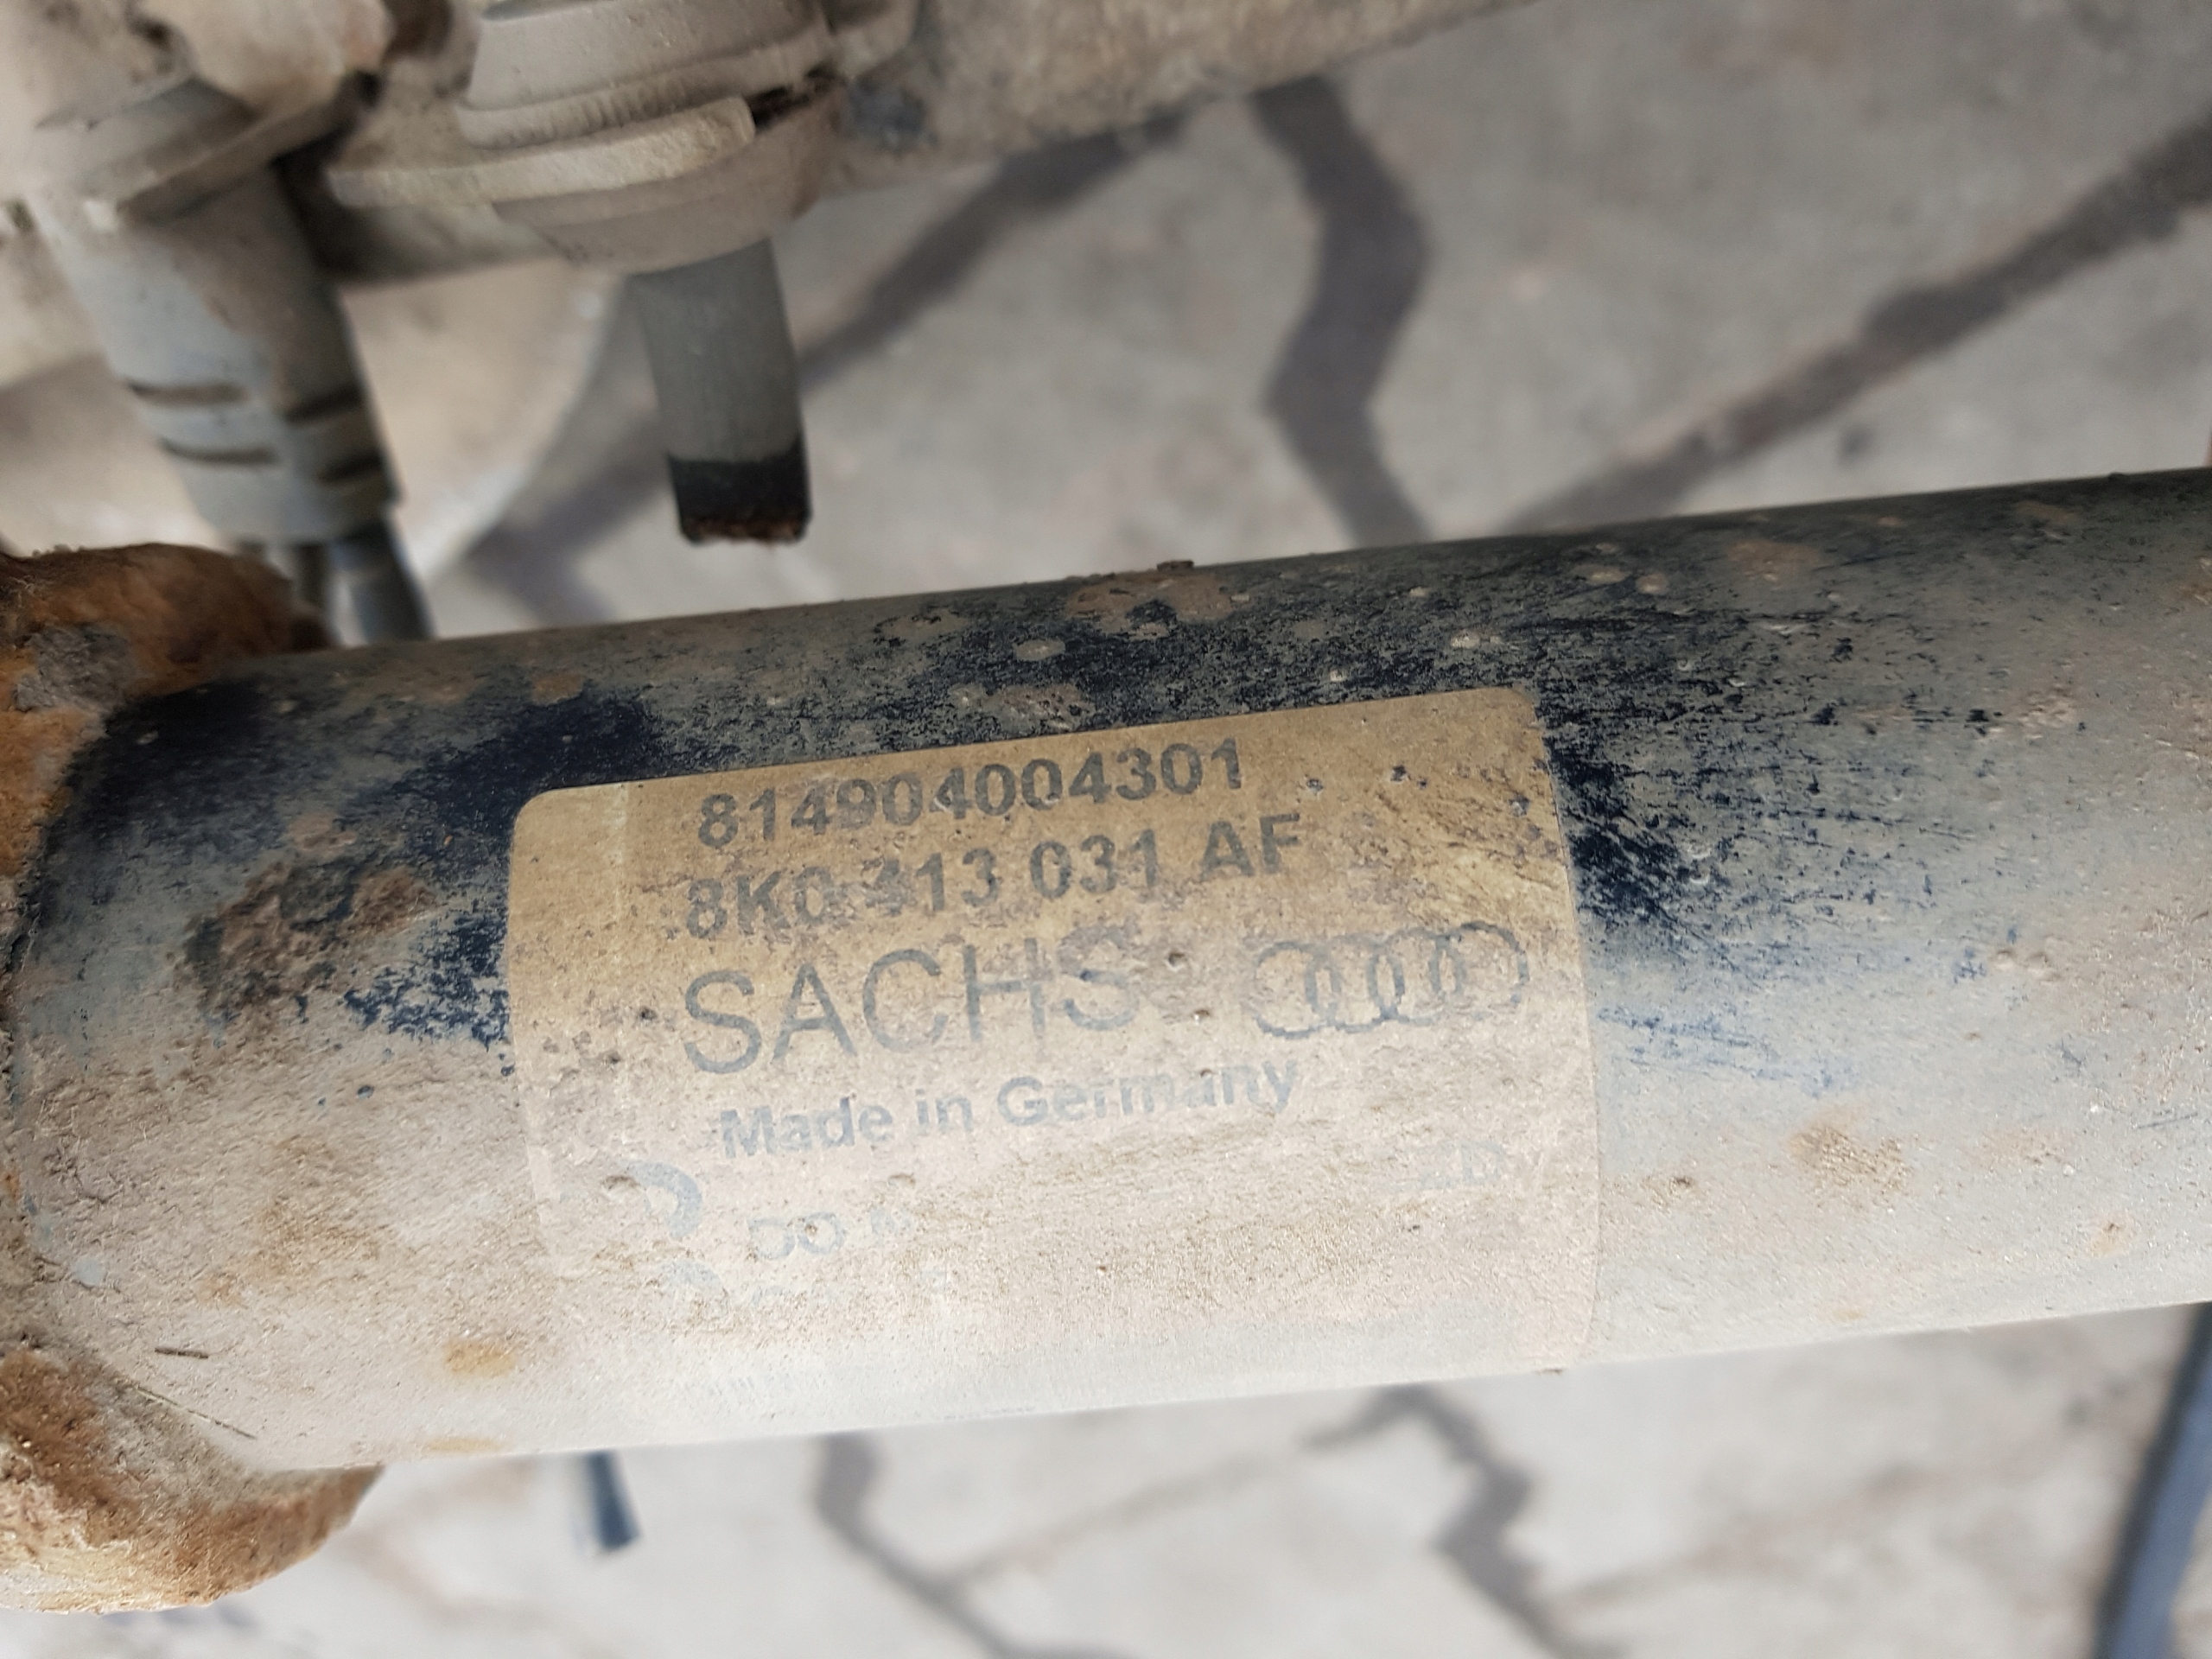 814904004301
8K0 413 031 AF
SACHS
Made in Germany